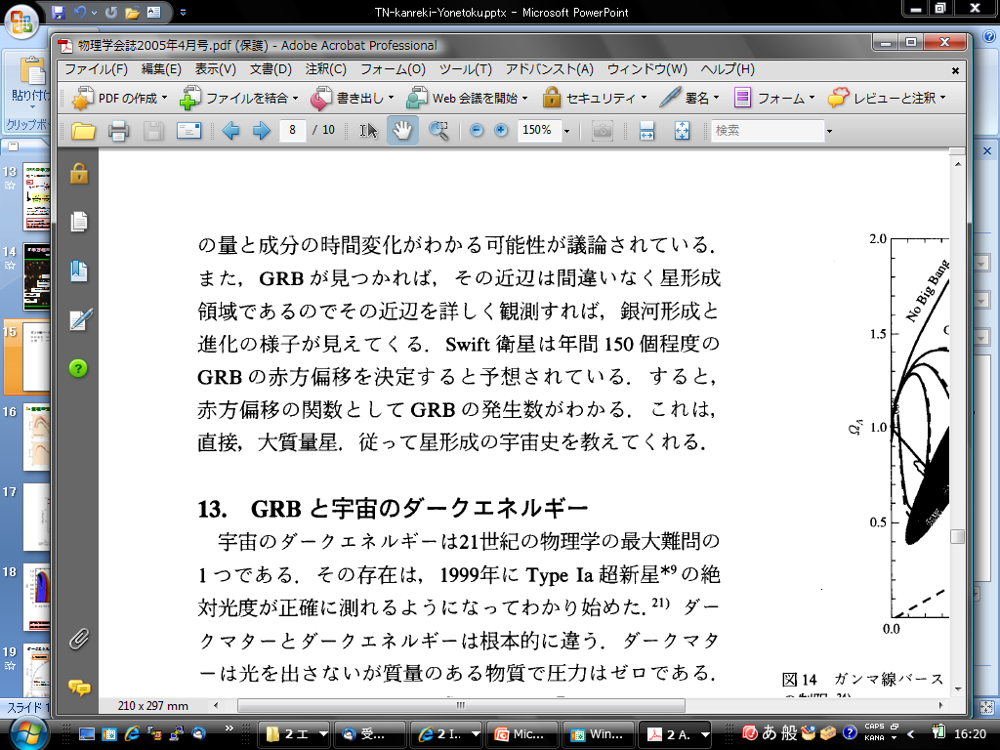 TN-kanreki-Yonetoku.pptx - Microsoft PowerPoint
物理学会誌2005年4月号.pdf (保護) - Adobe Acrobat Professional
ファイル(F) 編集(E) 表示(V) 文書(D) 注釈(C) フォーム(O) ツール(T) アドバンスト(A) ウィンドウ(W) ヘルプ(H)
貼り付け
クリップボ
PDF の作成 ファイルを結合 書き出し Web 会議を開始 セキュリティ 署名 フォーム レビューと注釈
8 / 10 150% 検索
13
14
15
16
17
18
19
の量と成分の時間変化がわかる可能性が議論されている．
また，GRB が見つかれば，その近辺は間違いなく星形成
領域であるのでその近辺を詳しく観測すれば，銀河形成と
進化の様子が見えてくる．Swift 衛星は年間 150 個程度の
GRB の赤方偏移を決定すると予想されている．すると，
赤方偏移の関数として GRB の発生数がわかる．これは，
直接，大質量星．従って星形成の宇宙史を教えてくれる．
13. GRB と宇宙のダークエネルギー
宇宙のダークエネルギーは21世紀の物理学の最大難問の
1 つである．その存在は，1999年に Type Ia 超新星*9 の絶
対光度が正確に測れるようになってわかり始めた．21) ダー
クマターとダークエネルギーは根本的に違う．ダークマタ
ーは光を出さないが質量のある物質で圧力はゼロである．
2.0
No Big Bang
1.5
ΩΛ
1.0
0.5
0.0
図 14 ガンマ線バース
210 x 297 mm
スライド 1
2 エ 受... 2 I... Mic... Win... 2 A. あ 般 CAPS KANA 16:20